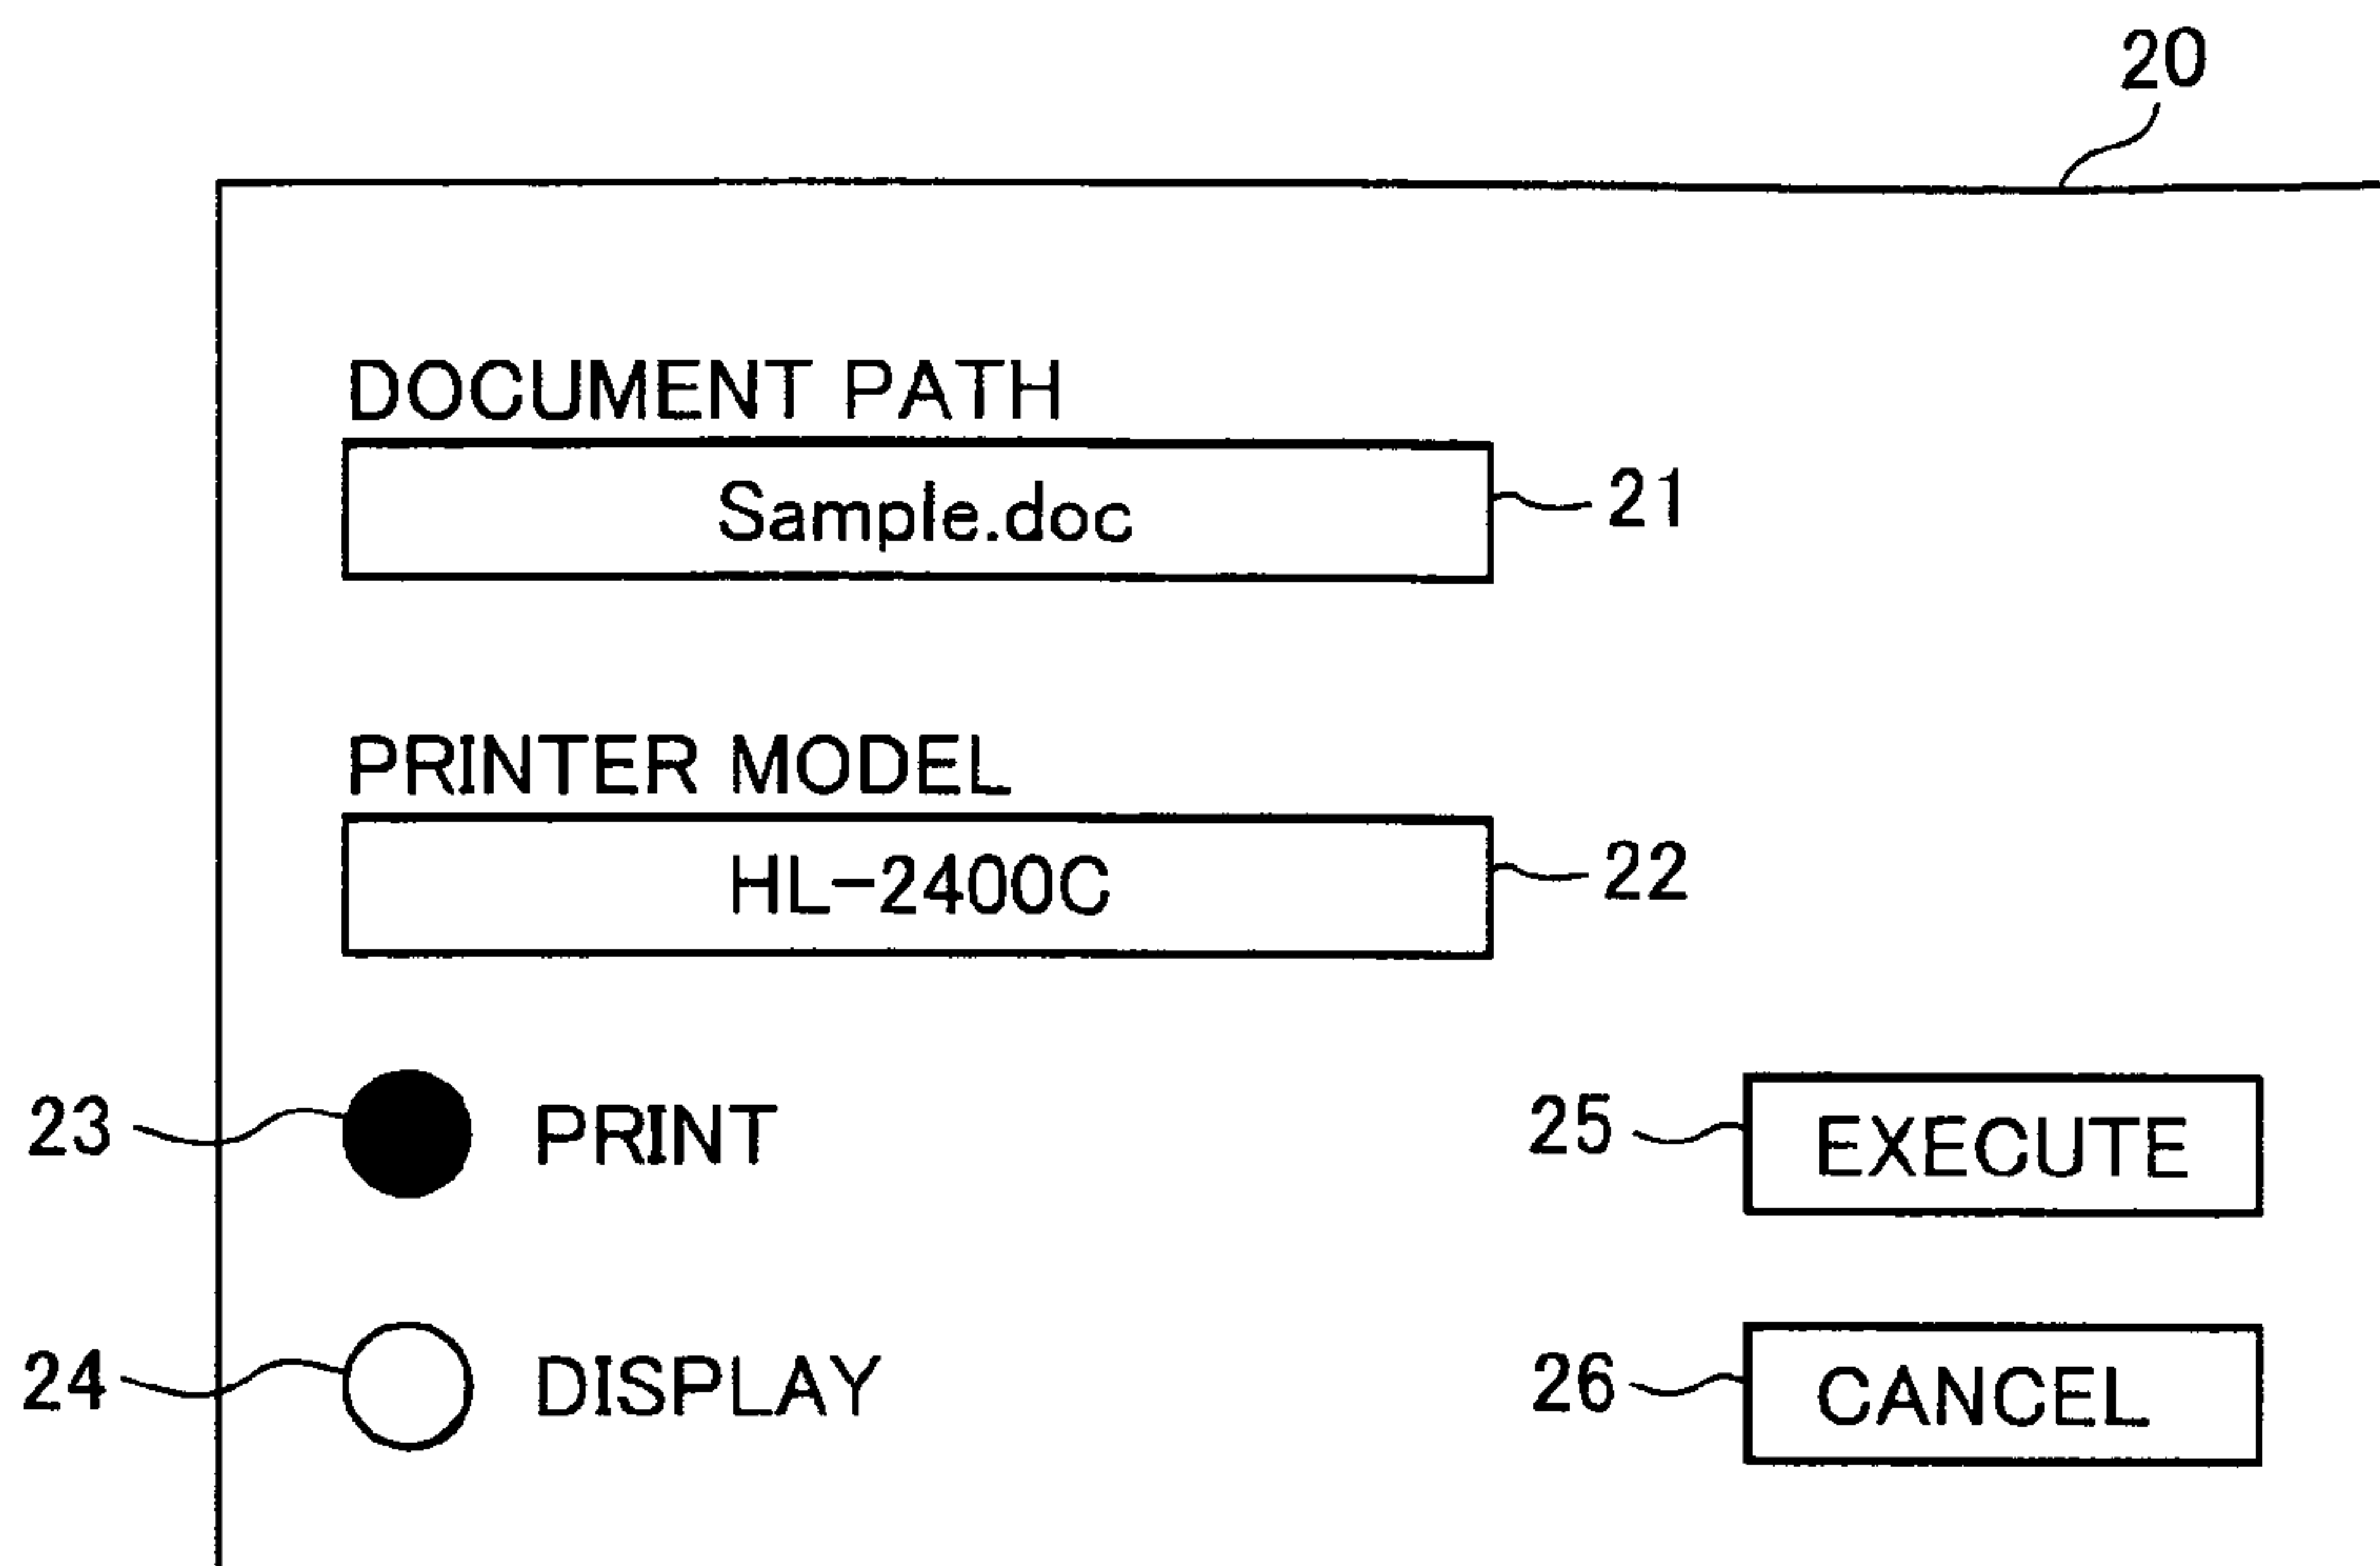 20
DOCUMENT PATH
Sample.doc 21
PRINTER MODEL
HL-2400C 22
23 PRINT 25 EXECUTE
24 DISPLAY 26 CANCEL